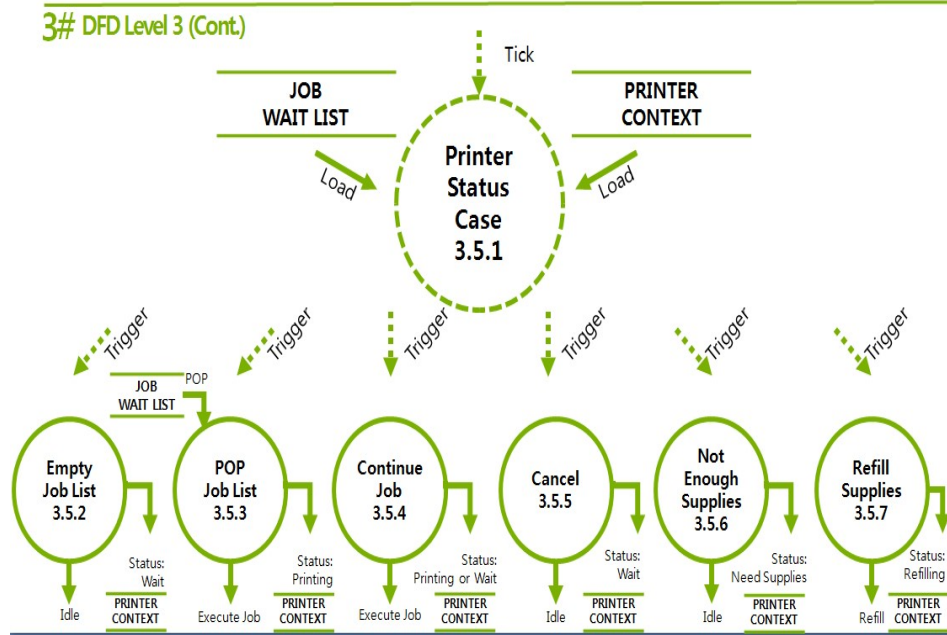 3# DFD Level 3 (Cont.)
Tick
JOB
WAIT LIST
PRINTER
CONTEXT
Load
Load
Printer
Status
Case
3.5.1
Trigger
Trigger
Trigger
Trigger
Trigger
Trigger
JOB
WAIT LIST
POP
Empty
Job List
3.5.2
POP
Job List
3.5.3
Continue
Job
3.5.4
Cancel
3.5.5
Not
Enough
Supplies
3.5.6
Refill
Supplies
3.5.7
Status:
Wait
Status:
Printing
Status:
Printing or Wait
Status:
Wait
Status:
Need Supplies
Status:
Refilling
Idle
PRINTER
CONTEXT
Execute Job
PRINTER
CONTEXT
Execute Job
PRINTER
CONTEXT
Idle
PRINTER
CONTEXT
Idle
PRINTER
CONTEXT
Refill
PRINTER
CONTEXT